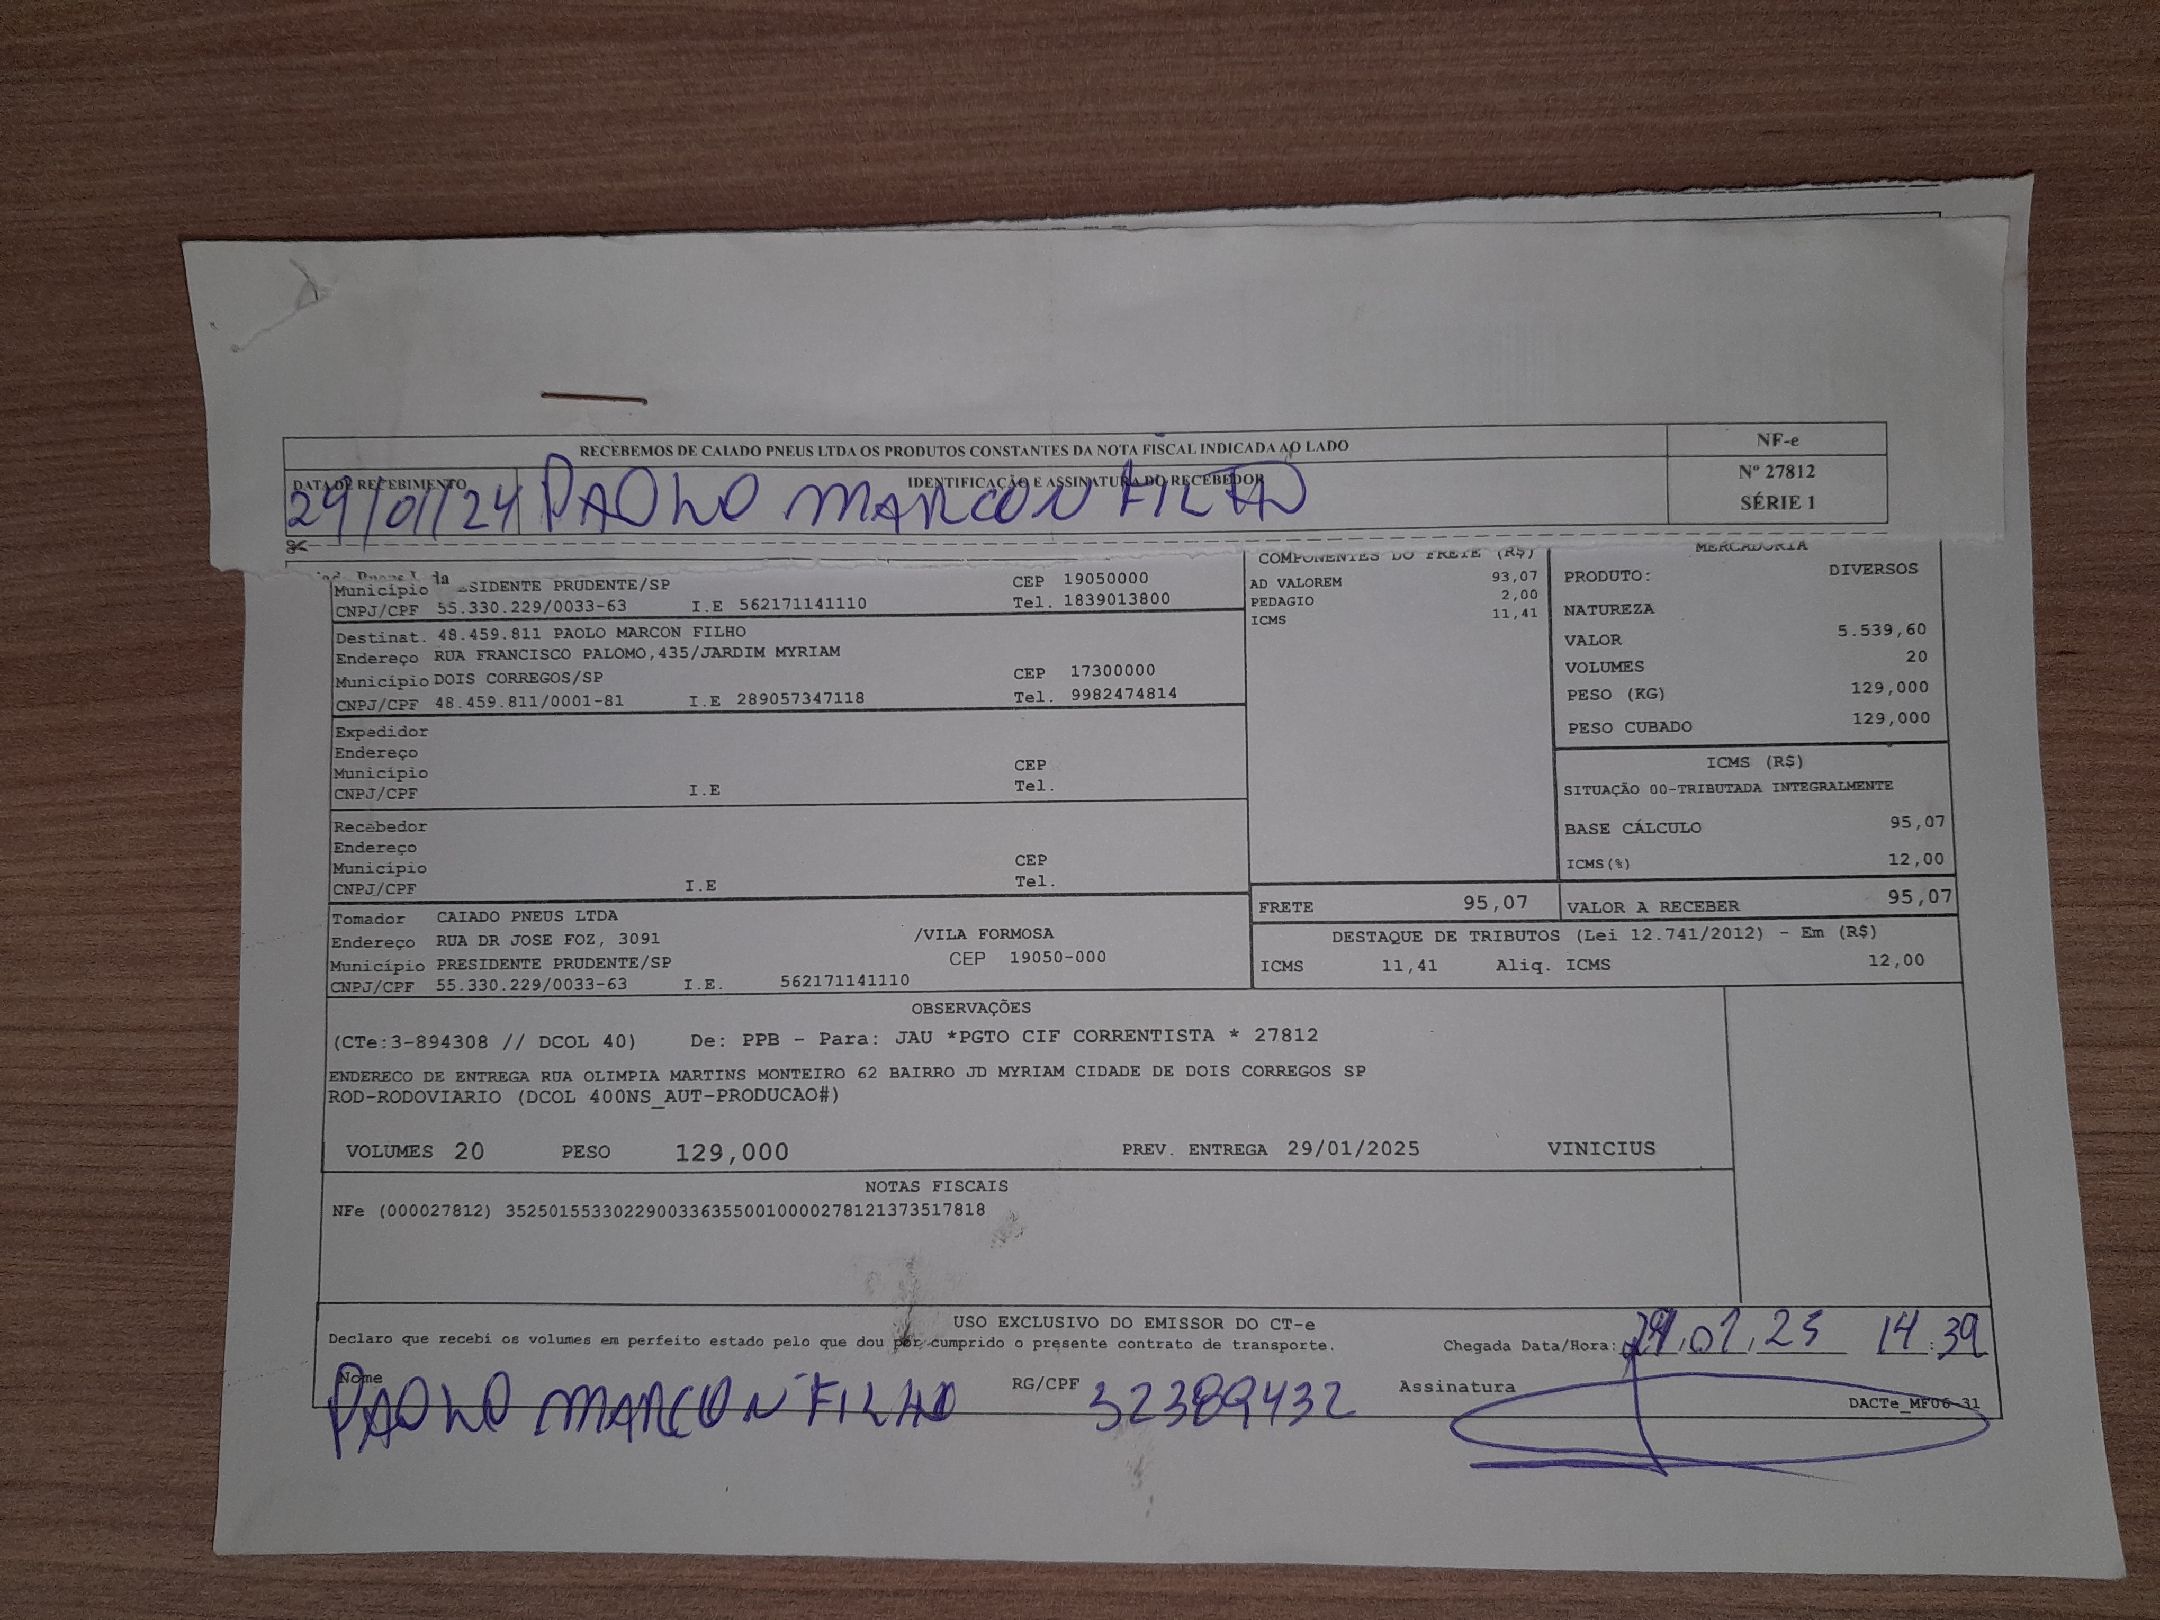 RECEBEMOS DE CAIADO PNEUS LTDA OS PRODUTOS CONSTANTES DA NOTA FISCAL INDICADA AO LADO
NF-e
Nº 27812
SÉRIE 1
DATA DE RECEBIMENTO
IDENTIFICAÇÃO E ASSINATURA DO RECEBEDOR
29/01/24 PAOLO MARCON FILHO
Município SIDENTE PRUDENTE/SP CEP 19050000
CNPJ/CPF 55.330.229/0033-63 I.E 562171141110 Tel. 1839013800
Destinat. 48.459.811 PAOLO MARCON FILHO
Endereço RUA FRANCISCO PALOMO,435/JARDIM MYRIAM
Município DOIS CORREGOS/SP CEP 17300000
CNPJ/CPF 48.459.811/0001-81 I.E 289057347118 Tel. 9982474814
Expedidor
Endereço
Município CEP
CNPJ/CPF I.E Tel.
Recebedor
Endereço
Município CEP
CNPJ/CPF I.E Tel.
Tomador CAIADO PNEUS LTDA
Endereço RUA DR JOSE FOZ, 3091 /VILA FORMOSA
Município PRESIDENTE PRUDENTE/SP CEP 19050-000
CNPJ/CPF 55.330.229/0033-63 I.E. 562171141110
COMPONENTES DO FRETE (R$)
AD VALOREM 93,07
PEDAGIO 2,00
ICMS 11,41
MERCADORIA
PRODUTO: DIVERSOS
NATUREZA
VALOR 5.539,60
VOLUMES 20
PESO (KG) 129,000
PESO CUBADO 129,000
ICMS (R$)
SITUAÇÃO 00-TRIBUTADA INTEGRALMENTE
BASE CÁLCULO 95,07
ICMS(%) 12,00
FRETE 95,07 VALOR A RECEBER 95,07
DESTAQUE DE TRIBUTOS (Lei 12.741/2012) - Em (R$)
ICMS 11,41 Aliq. ICMS 12,00
OBSERVAÇÕES
(CTe:3-894308 // DCOL 40) De: PPB - Para: JAU *PGTO CIF CORRENTISTA * 27812
ENDERECO DE ENTREGA RUA OLIMPIA MARTINS MONTEIRO 62 BAIRRO JD MYRIAM CIDADE DE DOIS CORREGOS SP
ROD-RODOVIARIO (DCOL 400NS_AUT-PRODUCAO#)
VOLUMES 20 PESO 129,000 PREV. ENTREGA 29/01/2025 VINICIUS
NOTAS FISCAIS
NFe (000027812) 35250155330229003363550010000278121373517818
USO EXCLUSIVO DO EMISSOR DO CT-e
Declaro que recebi os volumes em perfeito estado pelo que dou por cumprido o presente contrato de transporte.
Chegada Data/Hora: 29,01,25 14:39
Nome PAOLO MARCON FILHO RG/CPF 32389432 Assinatura
DACTe_MF06-31